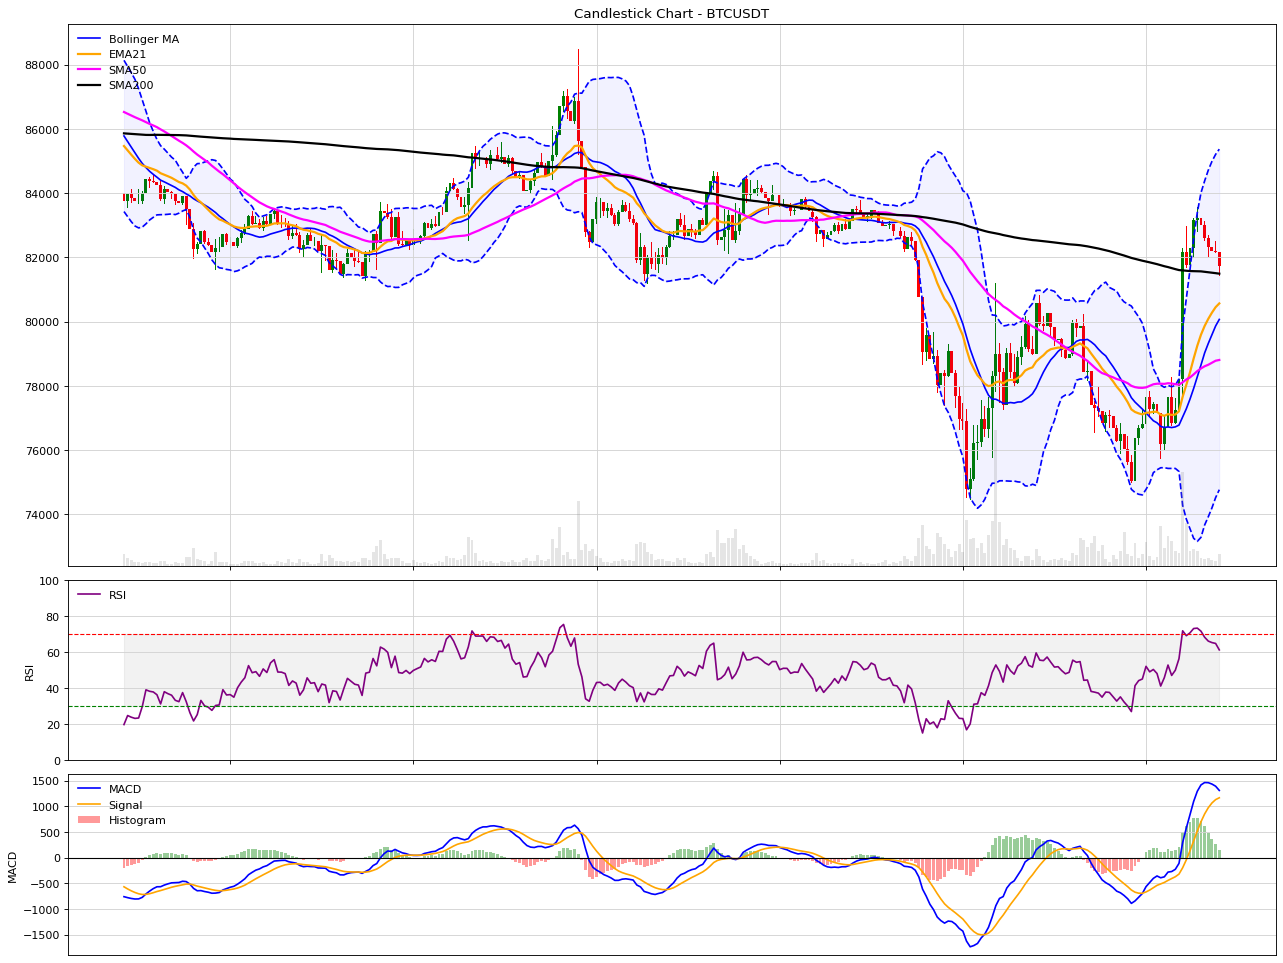 Candlestick Chart - BTCUSDT
Bollinger MA
EMA21
SMA50
SMA200
88000
86000
84000
82000
80000
78000
76000
74000
RSI
100
80
60
40
20
0
RSI
MACD
Signal
Histogram
1500
1000
500
0
−500
−1000
−1500
MACD